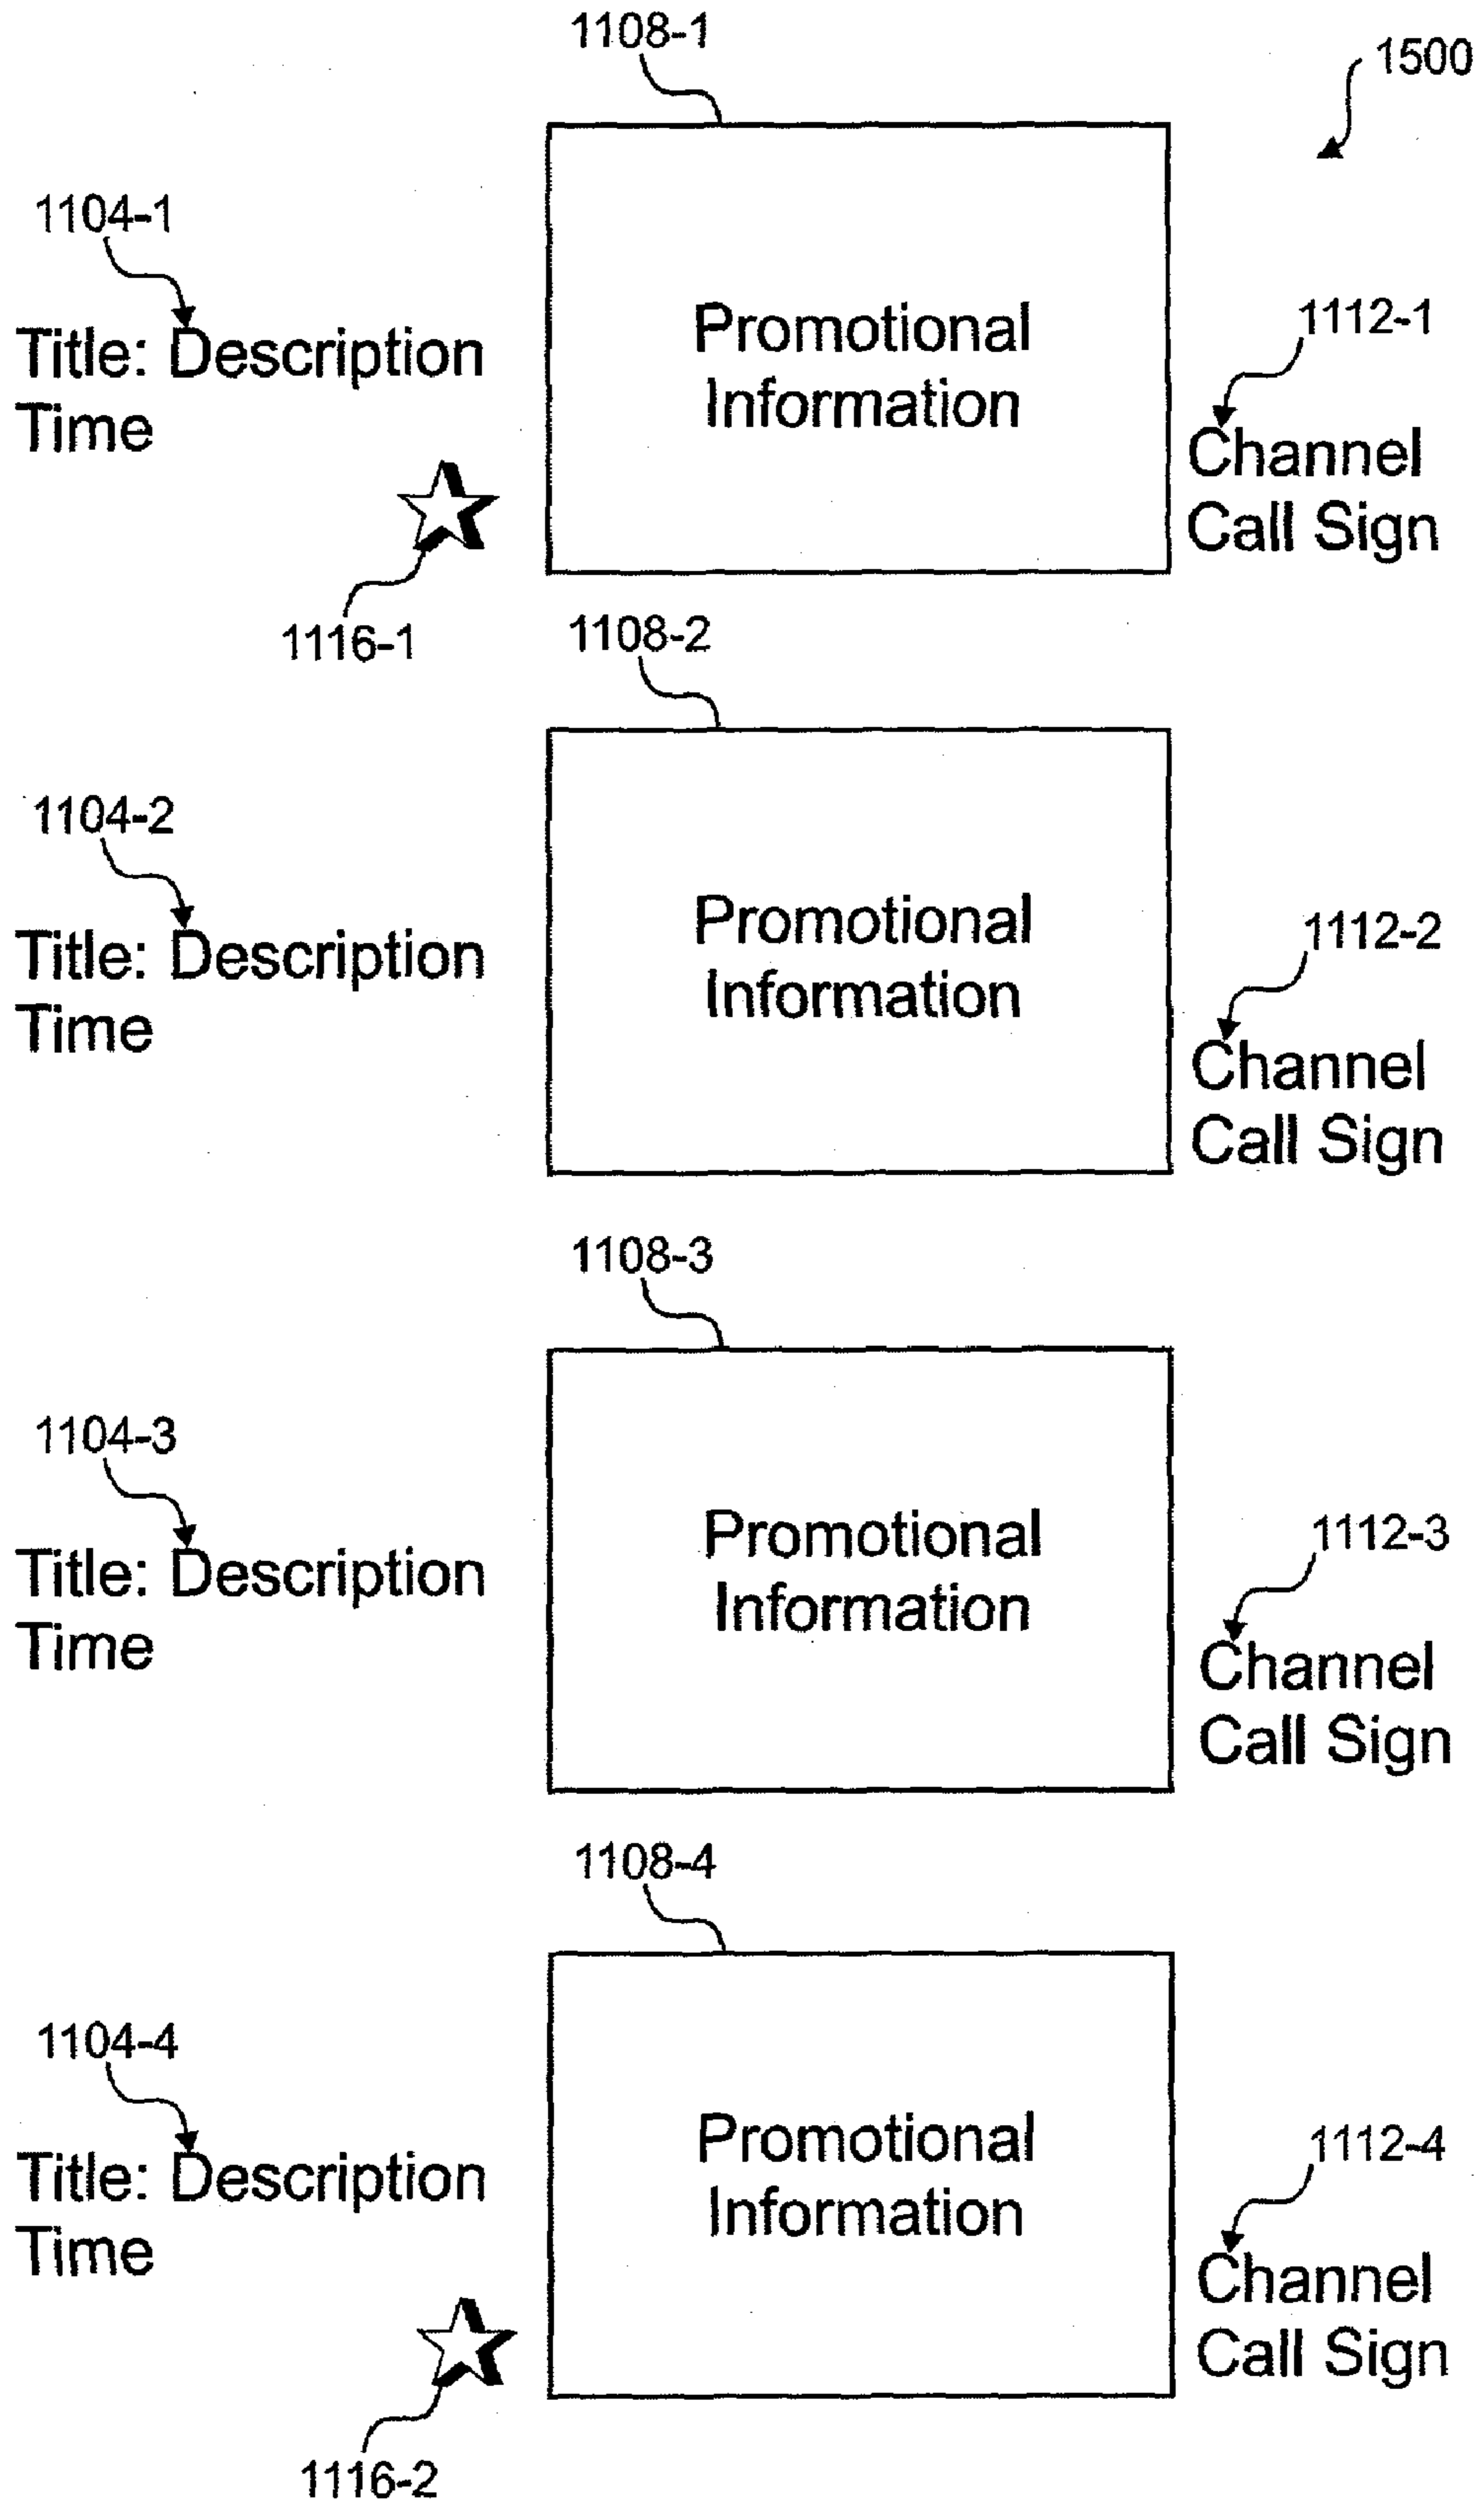 1108-1
1500
1104-1
Title: Description
Time
Promotional
Information
1112-1
Channel
Call Sign
1116-1
1108-2
1104-2
Title: Description
Time
Promotional
Information
1112-2
Channel
Call Sign
1108-3
1104-3
Title: Description
Time
Promotional
Information
1112-3
Channel
Call Sign
1108-4
1104-4
Title: Description
Time
Promotional
Information
1112-4
Channel
Call Sign
1116-2